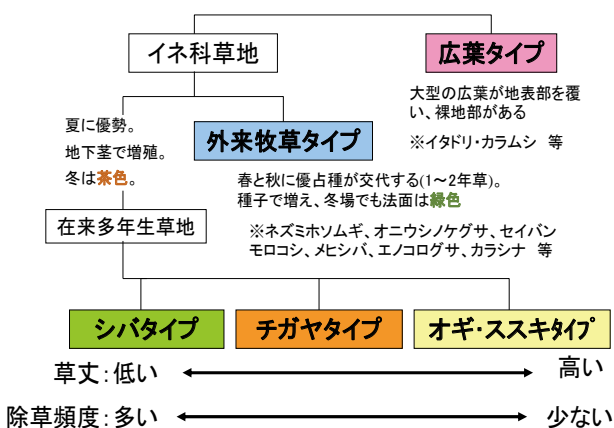 イネ科草地
広葉タイプ
大型の広葉が地表部を覆
い、裸地部がある
※イタドリ・カラムシ 等
夏に優勢。
地下茎で増殖。
冬は茶色。
外来牧草タイプ
春と秋に優占種が交代する(1～2年草)。
種子で増え、冬場でも法面は緑色
※ネズミホソムギ、オニウシノケグサ、セイバン
モロコシ、メヒシバ、エノコログサ、カラシナ 等
在来多年生草地
シバタイプ
チガヤタイプ
オギ・ススキタイプ
草丈：低い
高い
除草頻度：多い
少ない